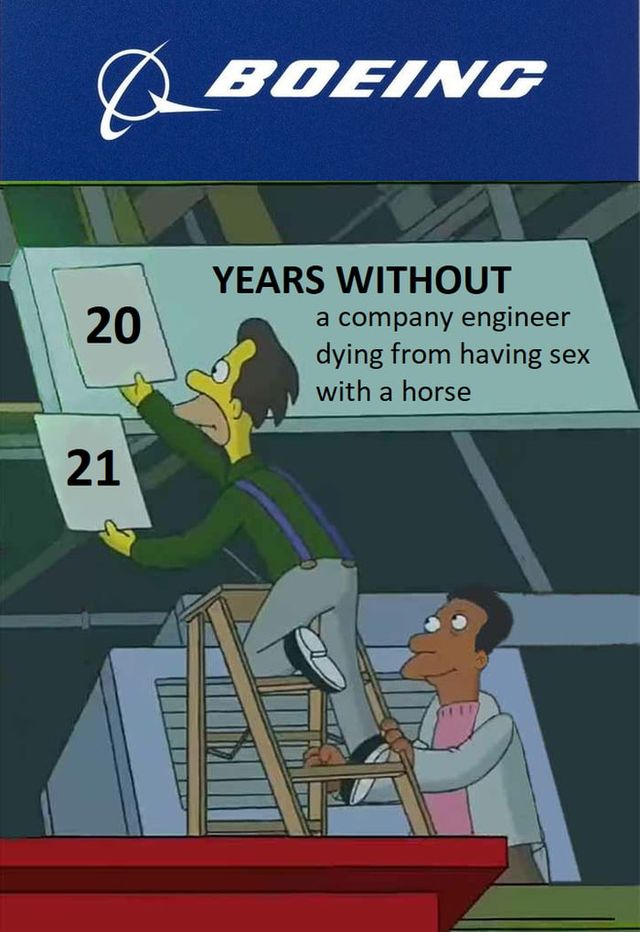 BOEING
20
YEARS WITHOUT
a company engineer
dying from having sex
with a horse
21